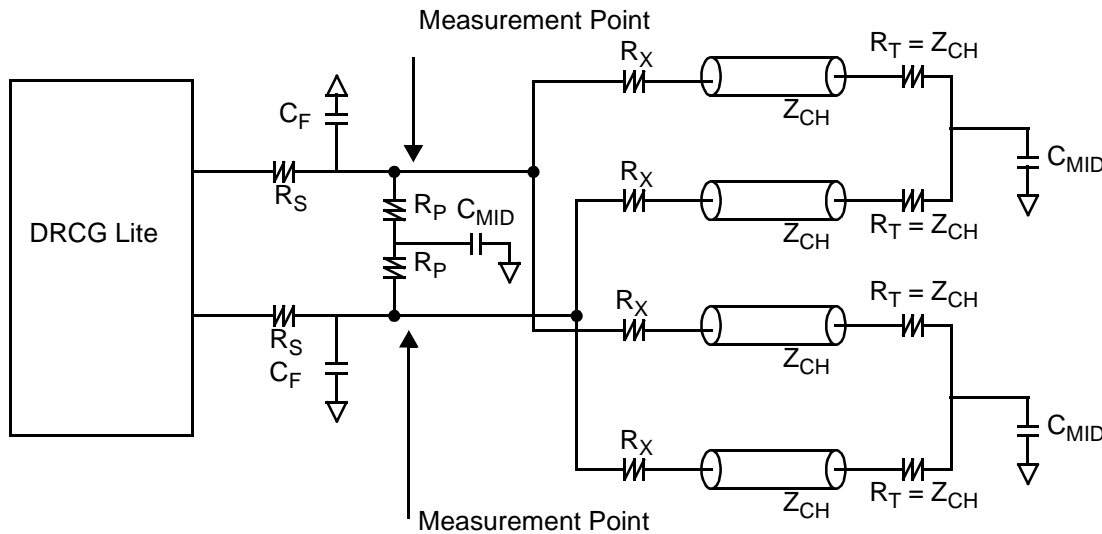 Measurement Point
R_X
R_T = Z_CH
Z_CH
C_F
R_S
C_MID
R_X
Z_CH
R_T = Z_CH
DRCG Lite
R_P
C_MID
R_P
R_X
Z_CH
R_T = Z_CH
R_S
C_F
C_MID
R_X
Z_CH
R_T = Z_CH
Measurement Point